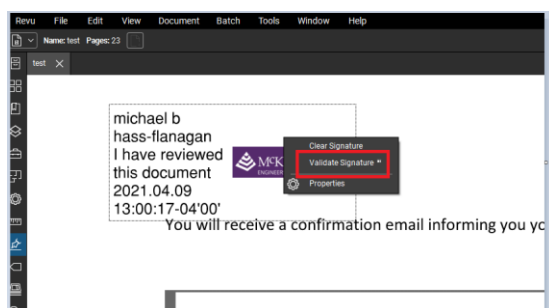 Revu File Edit View Document Batch Tools Window Help
Name: test Pages: 23
test
michael b
hass-flanagan
I have reviewed
this document
2021.04.09
13:00:17-04'00'
McK
ENGINEER
Clear Signature
Validate Signature
Properties
You will receive a confirmation email informing you yo